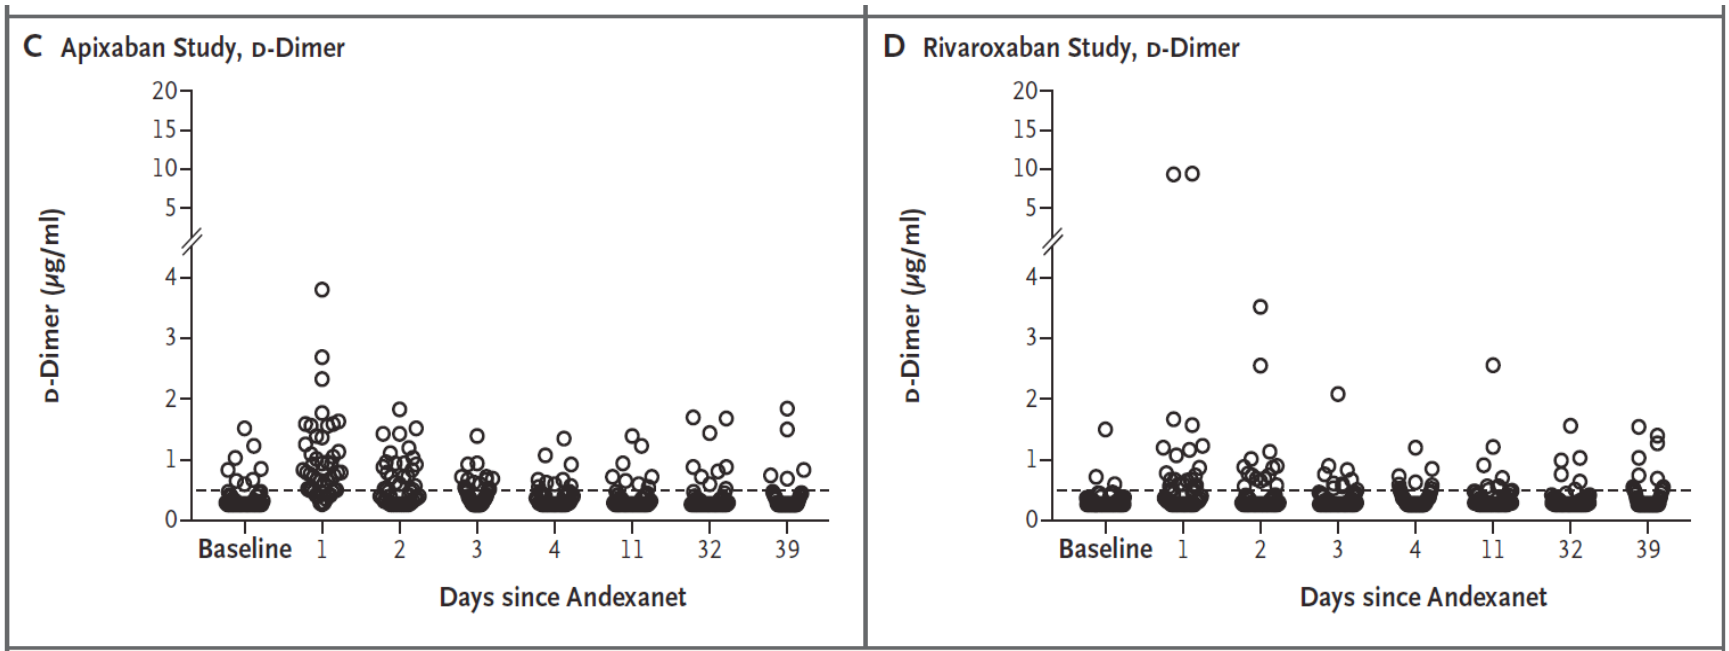 C Apixaban Study, D-Dimer
20
15
10
5
4
3
2
1
0
D-Dimer (µg/ml)
Baseline 1 2 3 4 11 32 39
Days since Andexanet
D Rivaroxaban Study, D-Dimer
20
15
10
5
4
3
2
1
0
D-Dimer (µg/ml)
Baseline 1 2 3 4 11 32 39
Days since Andexanet